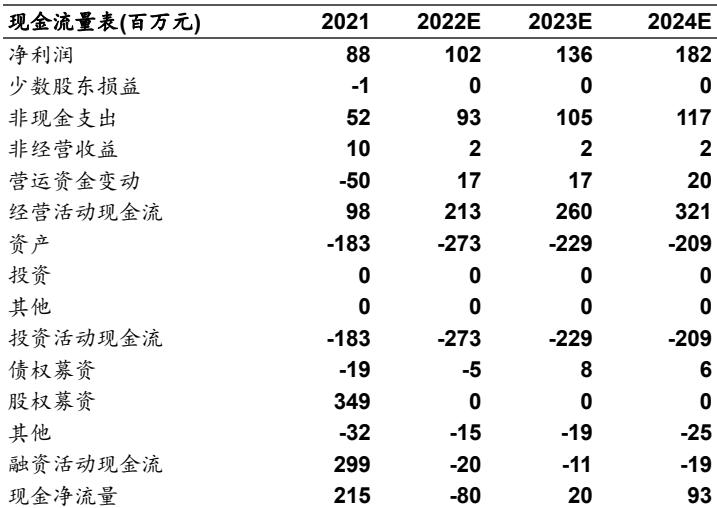 现金流量表(百万元) 2021 2022E 2023E 2024E
净利润 88 102 136 182
少数股东损益 -1 0 0 0
非现金支出 52 93 105 117
非经营收益 10 2 2 2
营运资金变动 -50 17 17 20
经营活动现金流 98 213 260 321
资产 -183 -273 -229 -209
投资 0 0 0 0
其他 0 0 0 0
投资活动现金流 -183 -273 -229 -209
债权募资 -19 -5 8 6
股权募资 349 0 0 0
其他 -32 -15 -19 -25
融资活动现金流 299 -20 -11 -19
现金净流量 215 -80 20 93